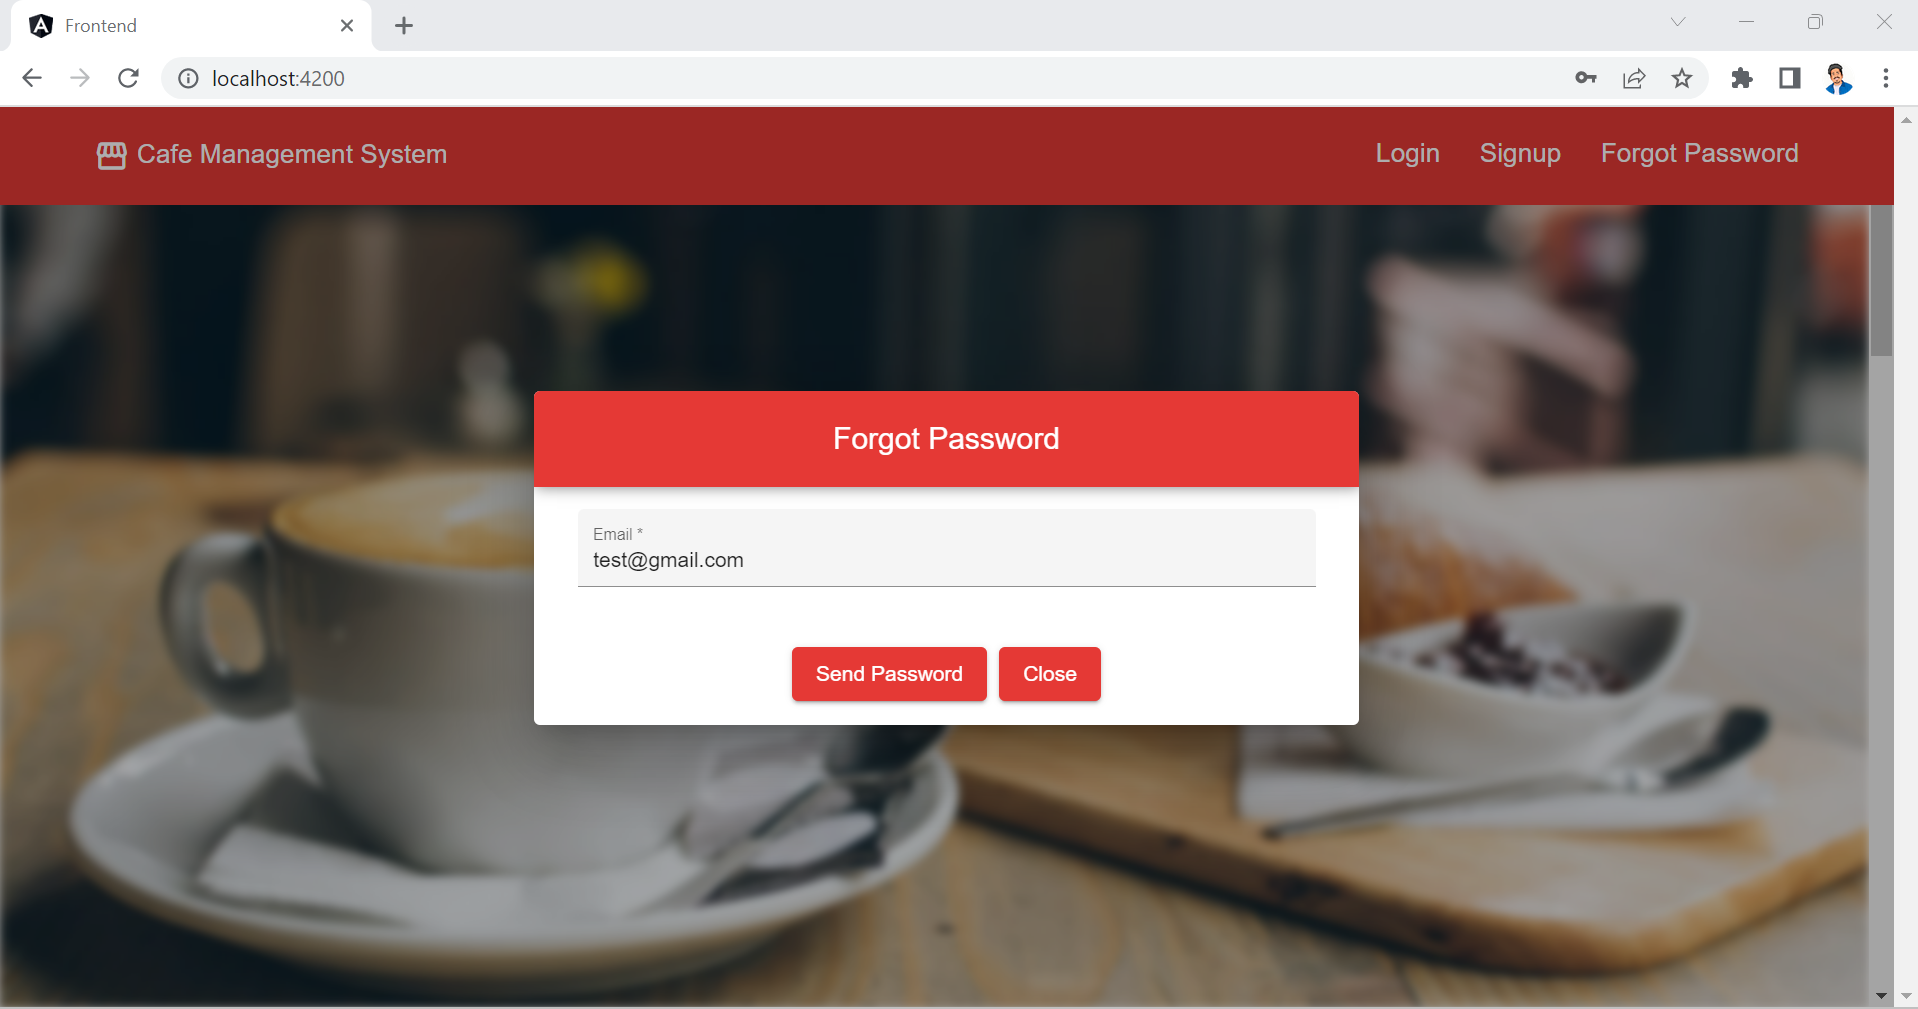 Frontend
localhost:4200
Cafe Management System
Login Signup Forgot Password
Forgot Password
Email *
test@gmail.com
Send Password Close